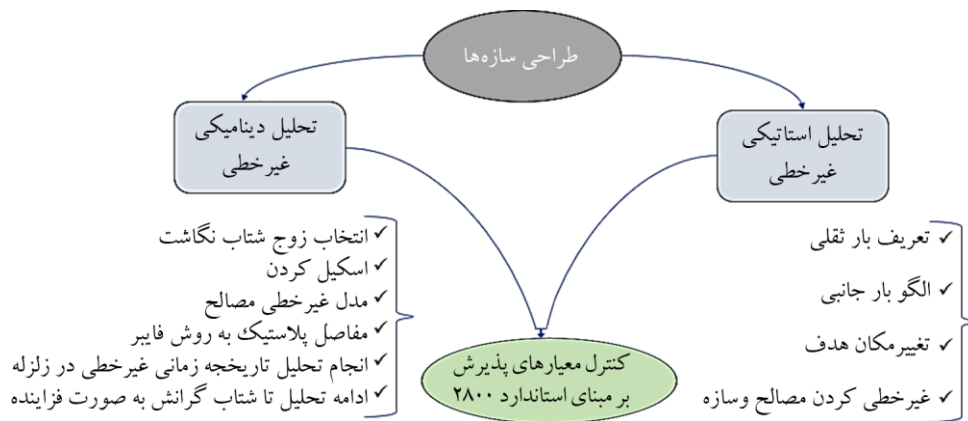 طراحی سازه‌ها
تحلیل استاتیکی
غیرخطی
تحلیل دینامیکی
غیرخطی
✓ تعریف بار ثقلی
✓ الگو بار جانبی
✓ تغییرمکان هدف
✓ غیرخطی کردن مصالح وسازه
✓ انتخاب زوج شتاب نگاشت
✓ اسکیل کردن
✓ مدل غیرخطی مصالح
✓ مفاصل پلاستیک به روش فایبر
✓ انجام تحلیل تاریخچه زمانی غیرخطی در زلزله
✓ ادامه تحلیل تا شتاب گرانش به صورت فزاینده
کنترل معیارهای پذیرش
بر مبنای استاندارد ۲۸۰۰